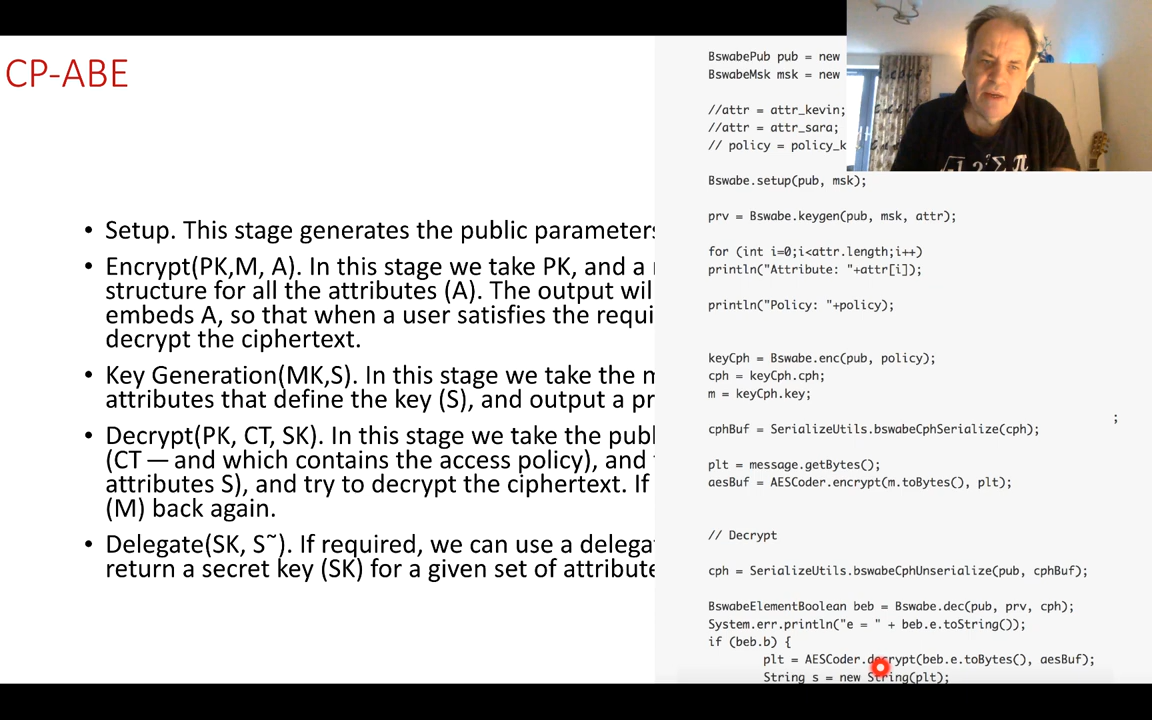 CP-ABE
• Setup. This stage generates the public parameters
• Encrypt(PK,M, A). In this stage we take PK, and a
structure for all the attributes (A). The output wil
embeds A, so that when a user satisfies the requi
decrypt the ciphertext.
• Key Generation(MK,S). In this stage we take the m
attributes that define the key (S), and output a pr
• Decrypt(PK, CT, SK). In this stage we take the publ
(CT — and which contains the access policy), and
attributes S), and try to decrypt the ciphertext. If
(M) back again.
• Delegate(SK, S~). If required, we can use a delega
return a secret key (SK) for a given set of attribute
BswabePub pub = new
BswabeMsk msk = new
//attr = attr_kevin;
//attr = attr_sara;
// policy = policy_k
Bswabe.setup(pub, msk);
prv = Bswabe.keygen(pub, msk, attr);
for (int i=0;i<attr.length;i++)
println("Attribute: "+attr[i]);
println("Policy: "+policy);
keyCph = Bswabe.enc(pub, policy);
cph = keyCph.cph;
m = keyCph.key;
;
cphBuf = SerializeUtils.bswabeCphSerialize(cph);
plt = message.getBytes();
aesBuf = AESCoder.encrypt(m.toBytes(), plt);
// Decrypt
cph = SerializeUtils.bswabeCphUnserialize(pub, cphBuf);
BswabeElementBoolean beb = Bswabe.dec(pub, prv, cph);
System.err.println("e = " + beb.e.toString());
if (beb.b) {
plt = AESCoder.decrypt(beb.e.toBytes(), aesBuf);
String s = new String(plt);